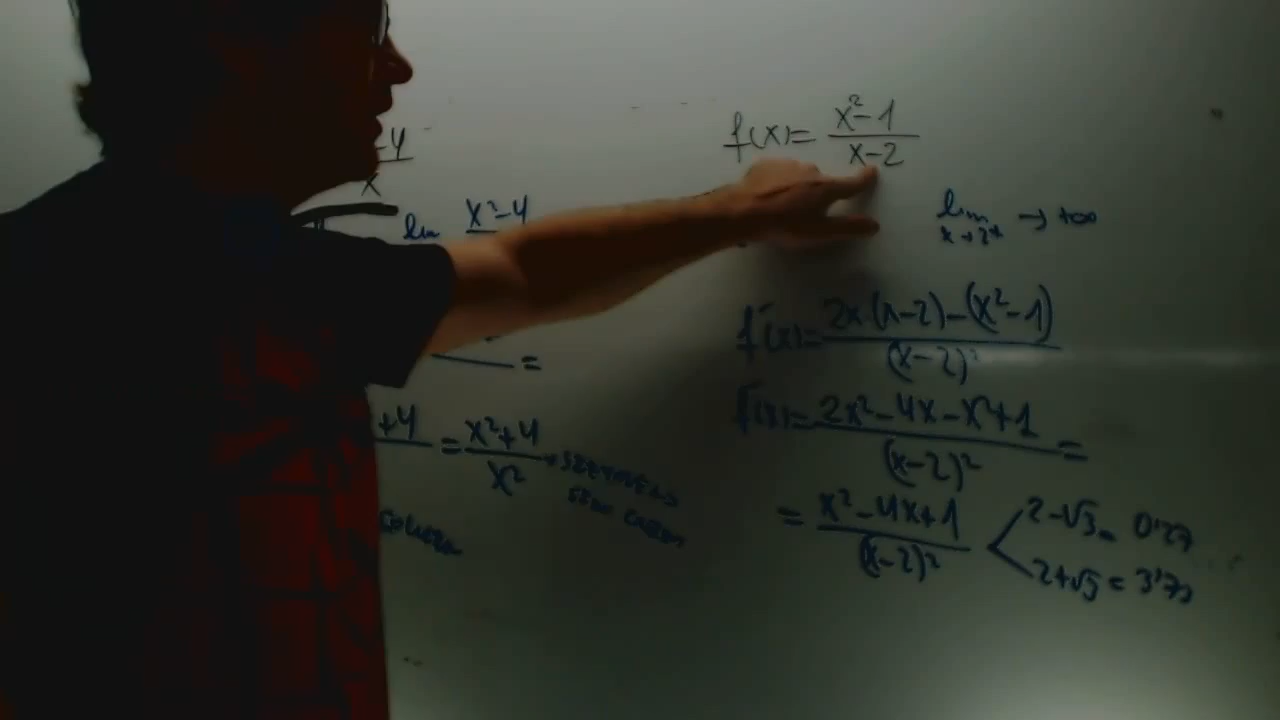 -4
x
lim x²-4
=
+4 = x²+4
x²
f(x)= x²-1
x-2
lim → +∞
x→2⁺
f'(x)= 2x·(x-2)-(x²-1)
(x-2)²
f'(x)= 2x²-4x-x²+1 =
(x-2)²
= x²-4x+1
(x-2)²
2-√3 = 0'27
2+√3 = 3'73